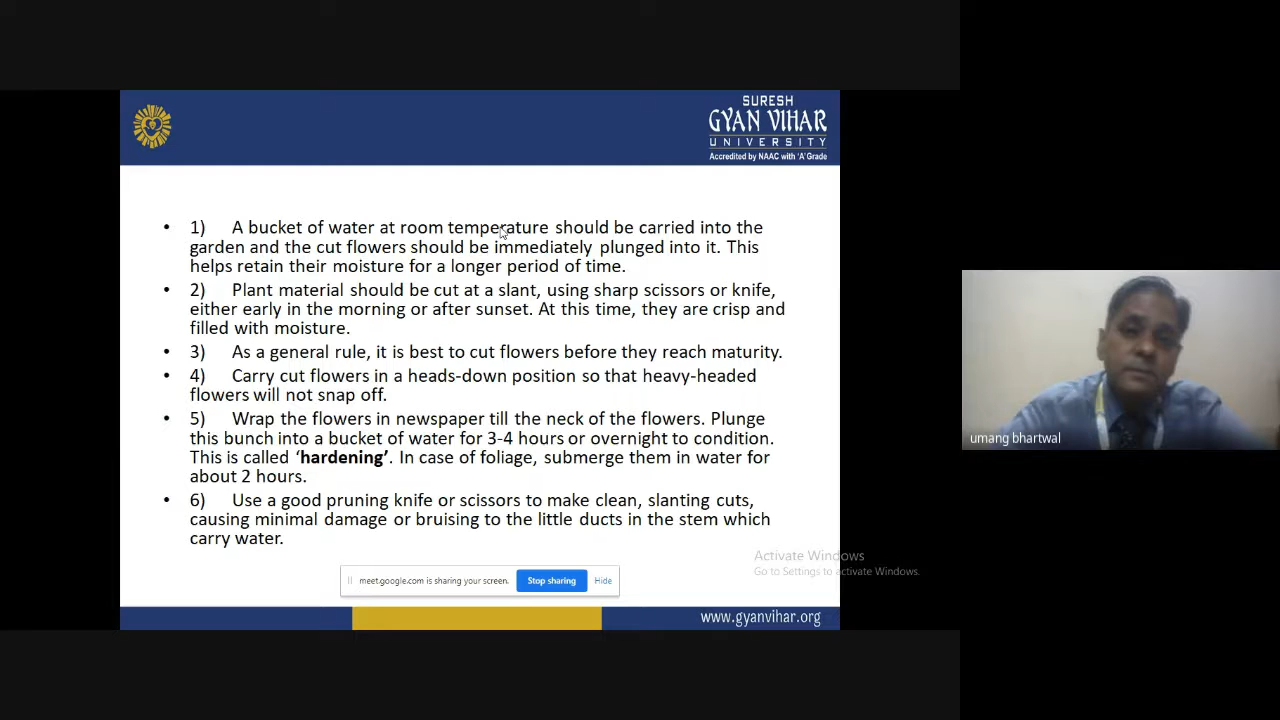 SURESH
GYAN VIHAR
UNIVERSITY
Accredited by NAAC with 'A' Grade
• 1) A bucket of water at room temperature should be carried into the
garden and the cut flowers should be immediately plunged into it. This
helps retain their moisture for a longer period of time.
• 2) Plant material should be cut at a slant, using sharp scissors or knife,
either early in the morning or after sunset. At this time, they are crisp and
filled with moisture.
• 3) As a general rule, it is best to cut flowers before they reach maturity.
• 4) Carry cut flowers in a heads-down position so that heavy-headed
flowers will not snap off.
• 5) Wrap the flowers in newspaper till the neck of the flowers. Plunge
this bunch into a bucket of water for 3-4 hours or overnight to condition.
This is called ‘hardening’. In case of foliage, submerge them in water for
about 2 hours.
• 6) Use a good pruning knife or scissors to make clean, slanting cuts,
causing minimal damage or bruising to the little ducts in the stem which
carry water.
umang bhartwal
Activate Windows
Go to Settings to activate Windows.
meet.google.com is sharing your screen. Stop sharing Hide
www.gyanvihar.org